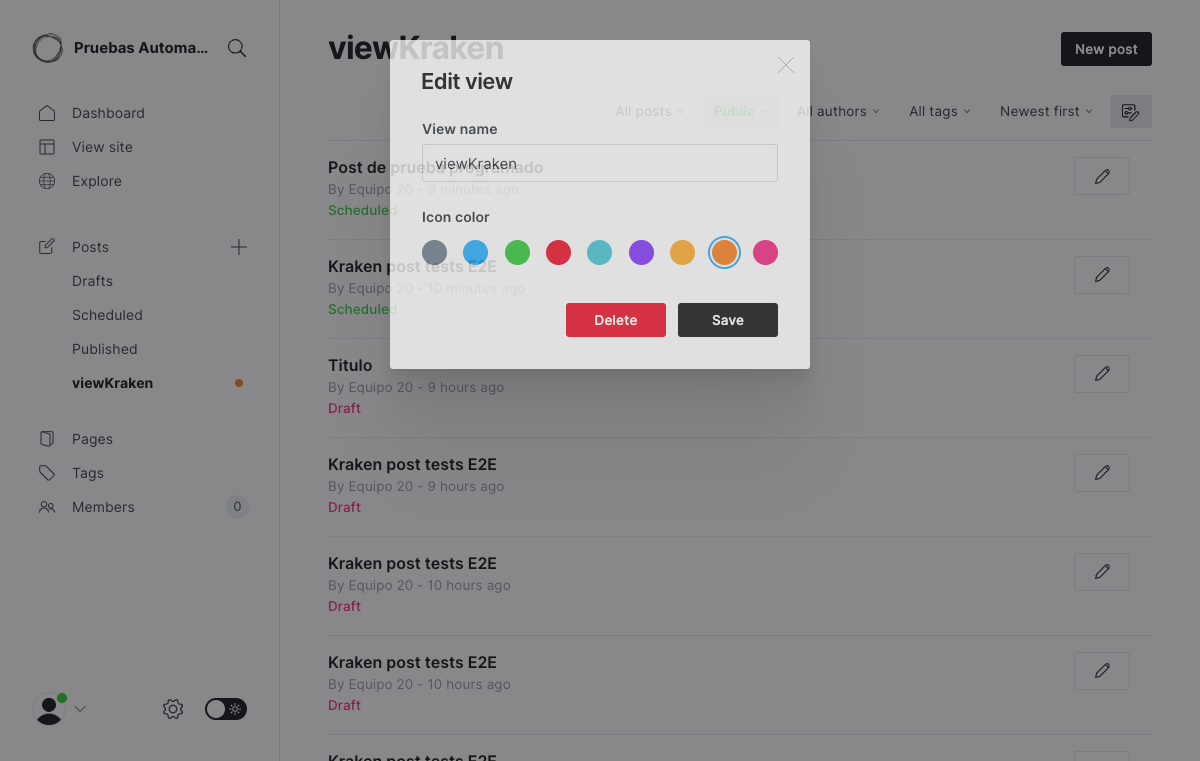 Pruebas Automa...
Dashboard
View site
Explore
Posts
Drafts
Scheduled
Published
viewKraken
Pages
Tags
Members 0
viewKraken
New post
All posts Public All authors All tags Newest first
Edit view
View name
viewKraken
Icon color
Delete Save
Post de prueba programado
By Equipo 20 - 9 minutes ago
Scheduled
Kraken post tests E2E
By Equipo 20 - 10 minutes ago
Scheduled
Titulo
By Equipo 20 - 9 hours ago
Draft
Kraken post tests E2E
By Equipo 20 - 9 hours ago
Draft
Kraken post tests E2E
By Equipo 20 - 10 hours ago
Draft
Kraken post tests E2E
By Equipo 20 - 10 hours ago
Draft
Kraken post tests E2E